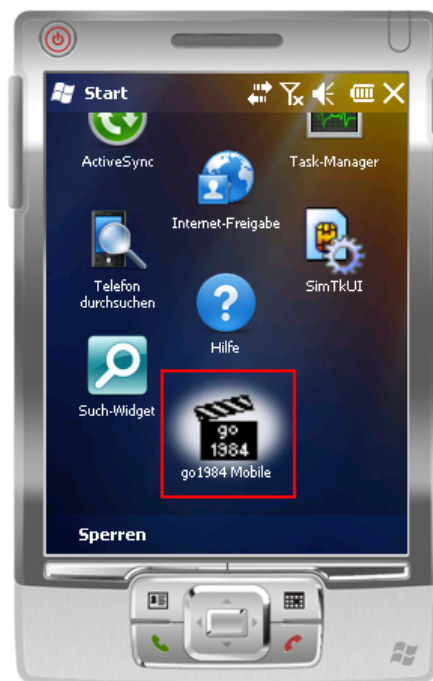 Start
ActiveSync
Task-Manager
Internet-Freigabe
Telefon
durchsuchen
SimTkUI
Hilfe
Such-Widget
go
1984
go1984 Mobile
Sperren